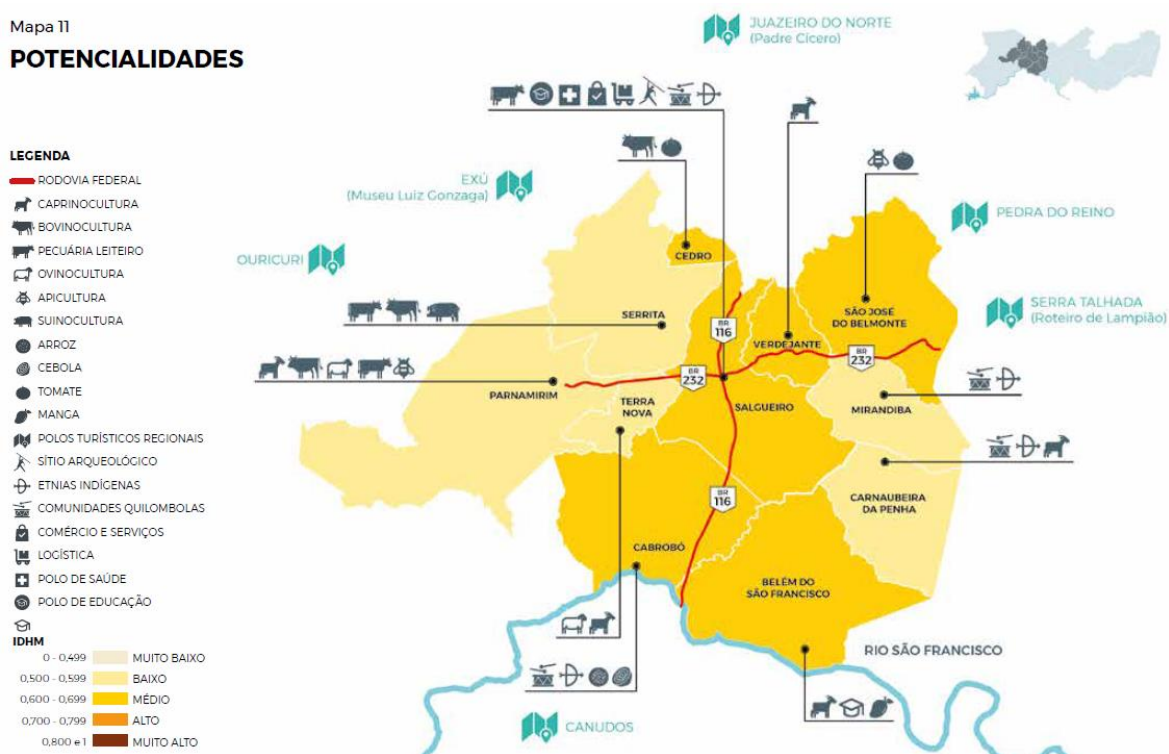 Mapa 11
POTENCIALIDADES
LEGENDA
RODOVIA FEDERAL
CAPRINOCULTURA
BOVINOCULTURA
PECUÁRIA LEITEIRO
OVINOCULTURA
APICULTURA
SUINOCULTURA
ARROZ
CEBOLA
TOMATE
MANGA
POLOS TURÍSTICOS REGIONAIS
SÍTIO ARQUEOLÓGICO
ETNIAS INDÍGENAS
COMUNIDADES QUILOMBOLAS
COMÉRCIO E SERVIÇOS
LOGÍSTICA
POLO DE SAÚDE
POLO DE EDUCAÇÃO
IDHM
0 - 0,499 MUITO BAIXO
0,500 - 0,599 BAIXO
0,600 - 0,699 MÉDIO
0,700 - 0,799 ALTO
0,800 e 1 MUITO ALTO
JUAZEIRO DO NORTE
(Padre Cícero)
EXÚ
(Museu Luiz Gonzaga)
PEDRA DO REINO
OURICURI
SERRA TALHADA
(Roteiro de Lampião)
CEDRO
SERRITA
BR
116
VERDEJANTE
SÃO JOSÉ
DO BELMONTE
BR
232
PARNAMIRIM
BR
232
TERRA
NOVA
SALGUEIRO
MIRANDIBA
BR
116
CARNAUBEIRA
DA PENHA
CABROBÓ
BELÉM DO
SÃO FRANCISCO
RIO SÃO FRANCISCO
CANUDOS